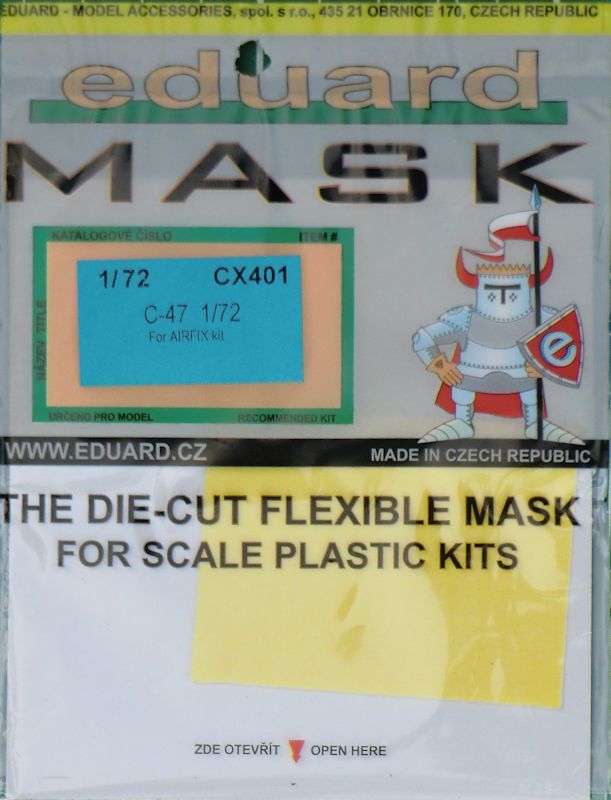 EDUARD - MODEL ACCESSORIES, spol. s r.o., 435 21 OBRNICE 170, CZECH REPUBLIC
eduard
MASK
KATALOGOVÉ ČÍSLO ITEM #
NÁZEV TITLE
1/72 CX401
C-47 1/72
For AIRFIX kit
URČENO PRO MODEL RECOMMENDED KIT
e
WWW.EDUARD.CZ MADE IN CZECH REPUBLIC
THE DIE-CUT FLEXIBLE MASK
FOR SCALE PLASTIC KITS
ZDE OTEVŘÍT OPEN HERE